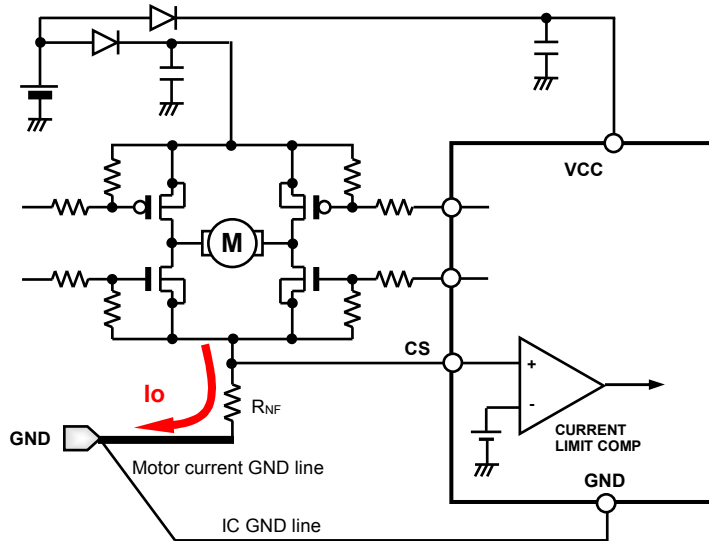 VCC
M
CS
Io
RNF
+
-
CURRENT
LIMIT COMP
GND
Motor current GND line
GND
IC GND line